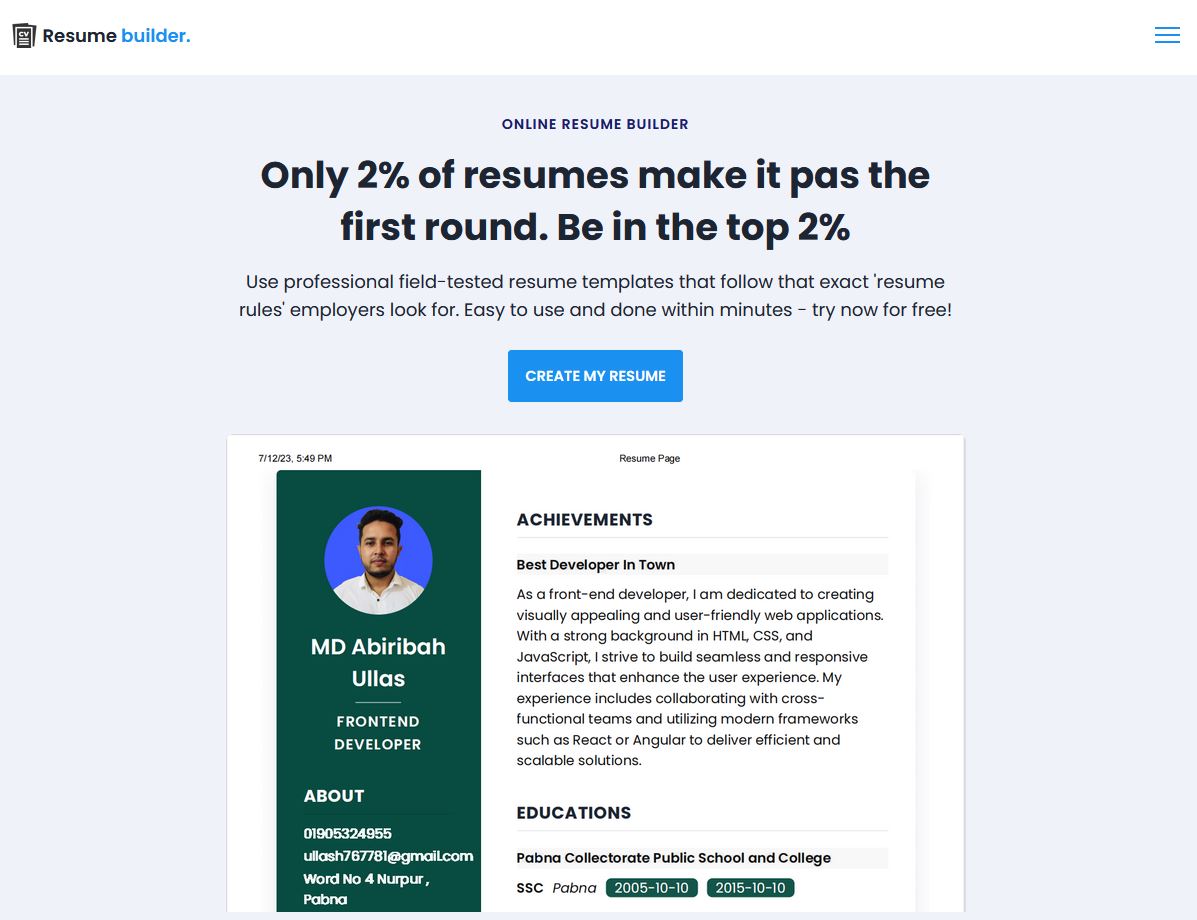 CV
Resume builder.
ONLINE RESUME BUILDER
Only 2% of resumes make it pas the
first round. Be in the top 2%
Use professional field-tested resume templates that follow that exact 'resume
rules' employers look for. Easy to use and done within minutes - try now for free!
CREATE MY RESUME
7/12/23, 5:49 PM
Resume Page
MD Abiribah
Ullas
FRONTEND
DEVELOPER
ABOUT
01905324955
ullash767781@gmail.com
Word No 4 Nurpur ,
Pabna
ACHIEVEMENTS
Best Developer In Town
As a front-end developer, I am dedicated to creating
visually appealing and user-friendly web applications.
With a strong background in HTML, CSS, and
JavaScript, I strive to build seamless and responsive
interfaces that enhance the user experience. My
experience includes collaborating with cross-
functional teams and utilizing modern frameworks
such as React or Angular to deliver efficient and
scalable solutions.
EDUCATIONS
Pabna Collectorate Public School and College
SSC Pabna 2005-10-10 2015-10-10